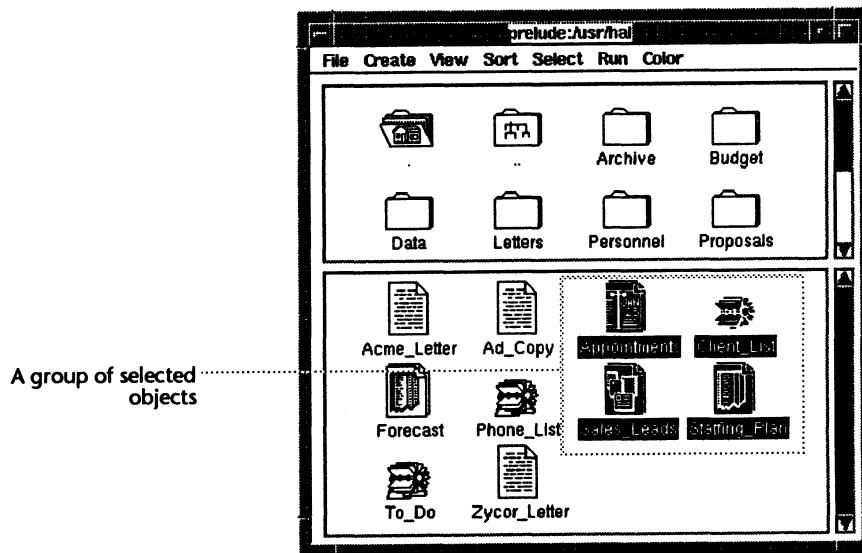 prelude:/usr/hal
File Create View Sort Select Run Color
. .. Archive Budget
Data Letters Personnel Proposals
Acme_Letter Ad_Copy Appointments Client_List
A group of selected
objects
Forecast Phone_List Sales_Leads Staffing_Plan
To_Do Zycor_Letter